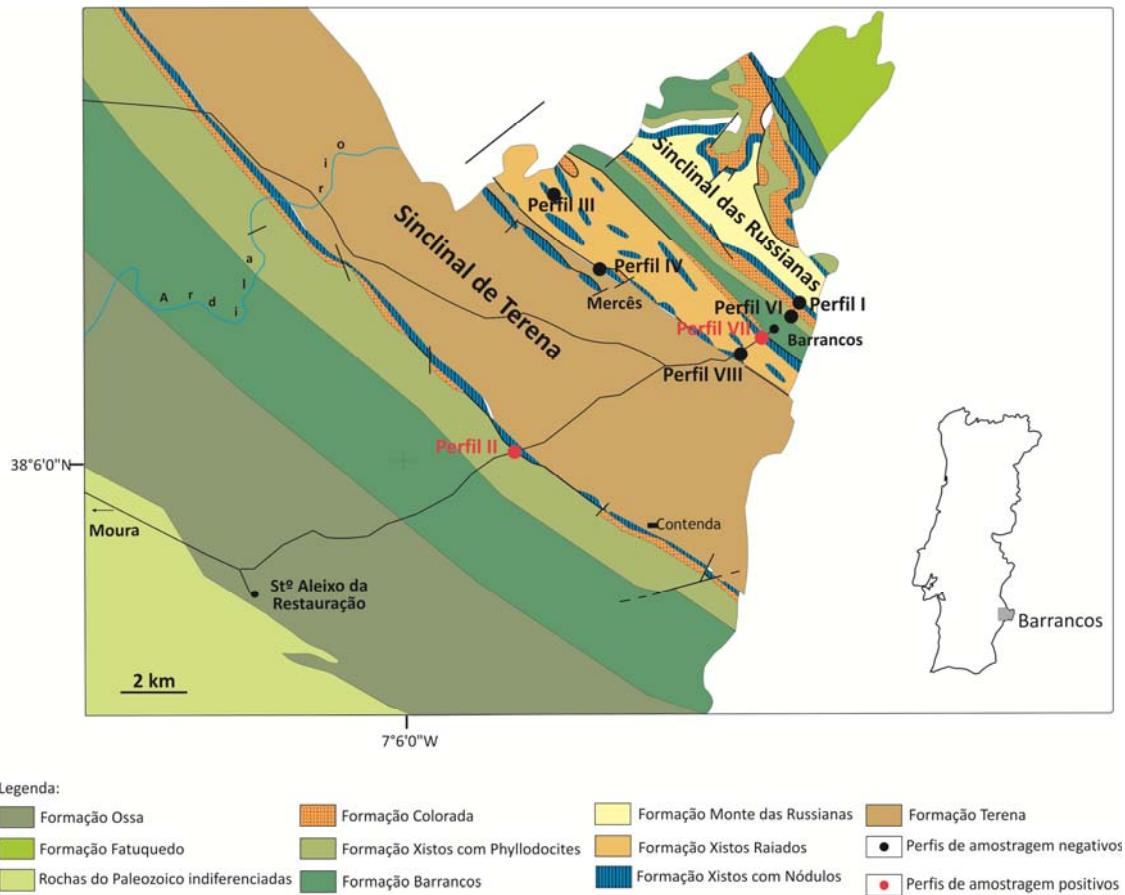 Sinclinal das Russianas
Perfil III
Sinclinal de Terena
Perfil IV
Mercês
Perfil I
Perfil VI
Perfil VII
Barrancos
Perfil VIII
rio
Ardila
Perfil II
38°6'0"N
Contenda
Moura
Stº Aleixo da
Restauração
Barrancos
2 km
7°6'0"W
Legenda:
Formação Ossa
Formação Colorada
Formação Monte das Russianas
Formação Terena
Formação Fatuquedo
Formação Xistos com Phyllodocites
Formação Xistos Raiados
Perfis de amostragem negativos
Rochas do Paleozoico indiferenciadas
Formação Barrancos
Formação Xistos com Nódulos
Perfis de amostragem positivos